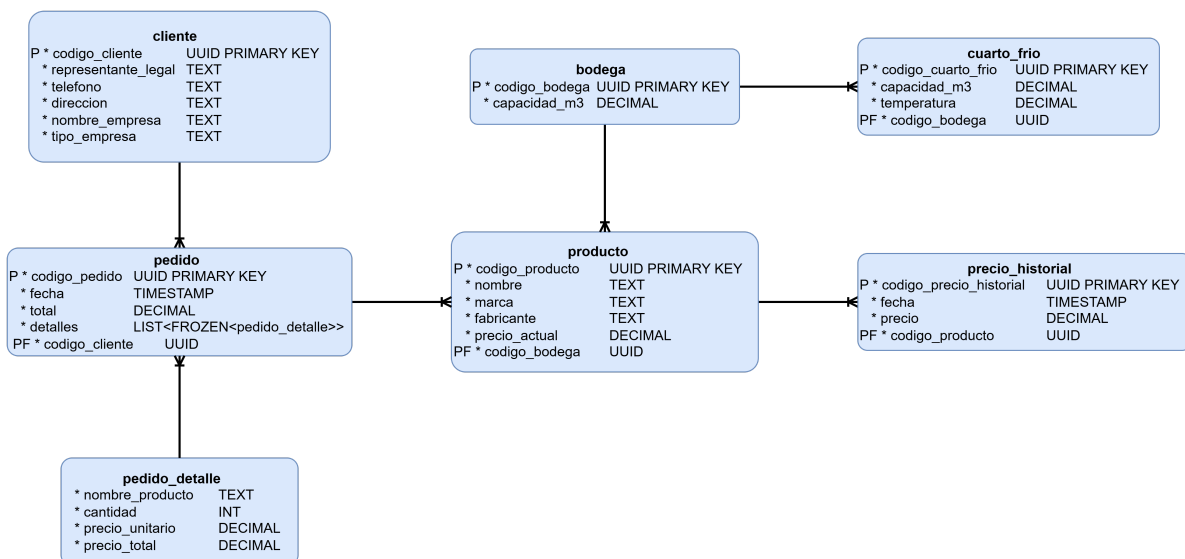 cliente
P * codigo_cliente UUID PRIMARY KEY
* representante_legal TEXT
* telefono TEXT
* direccion TEXT
* nombre_empresa TEXT
* tipo_empresa TEXT
bodega
P * codigo_bodega UUID PRIMARY KEY
* capacidad_m3 DECIMAL
cuarto_frio
P * codigo_cuarto_frio UUID PRIMARY KEY
* capacidad_m3 DECIMAL
* temperatura DECIMAL
PF * codigo_bodega UUID
pedido
P * codigo_pedido UUID PRIMARY KEY
* fecha TIMESTAMP
* total DECIMAL
* detalles LIST<FROZEN<pedido_detalle>>
PF * codigo_cliente UUID
producto
P * codigo_producto UUID PRIMARY KEY
* nombre TEXT
* marca TEXT
* fabricante TEXT
* precio_actual DECIMAL
PF * codigo_bodega UUID
precio_historial
P * codigo_precio_historial UUID PRIMARY KEY
* fecha TIMESTAMP
* precio DECIMAL
PF * codigo_producto UUID
pedido_detalle
* nombre_producto TEXT
* cantidad INT
* precio_unitario DECIMAL
* precio_total DECIMAL